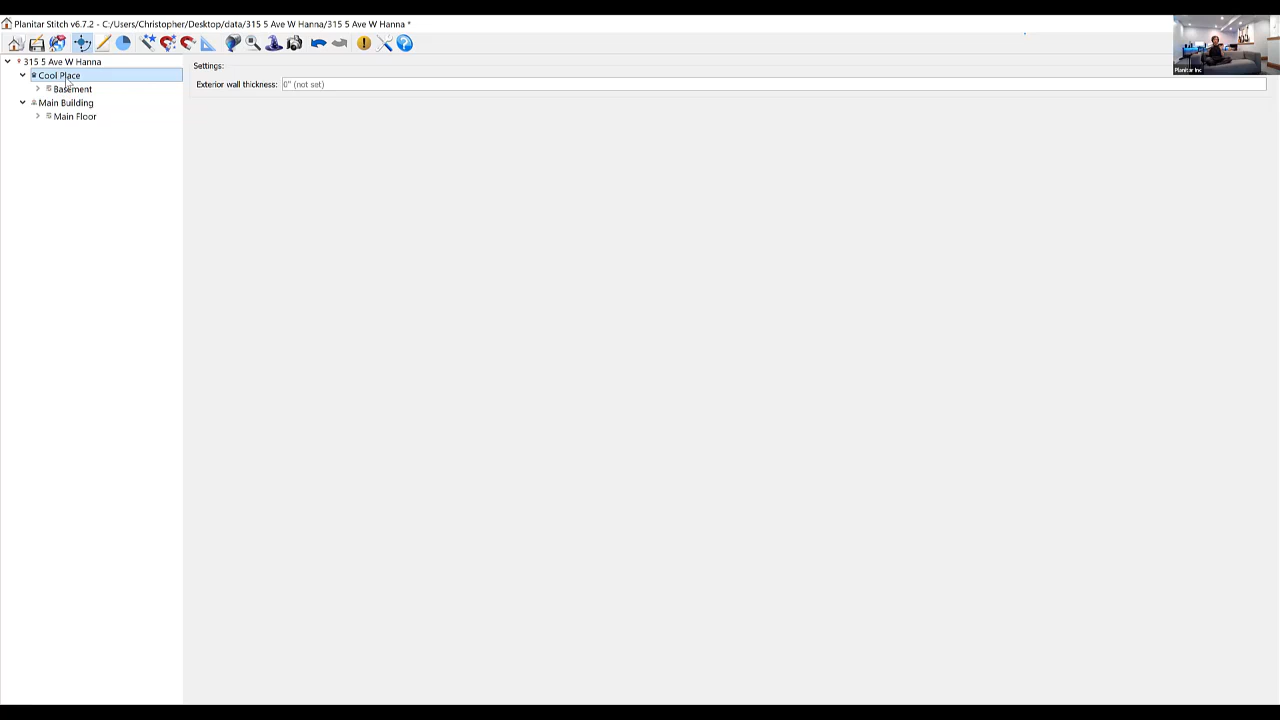 Planitar Stitch v6.7.2 - C:/Users/Christopher/Desktop/data/315 5 Ave W Hanna/315 5 Ave W Hanna *
Planitar Inc
315 5 Ave W Hanna
Cool Place
Basement
Main Building
Main Floor
Settings:
Exterior wall thickness: 0" (not set)